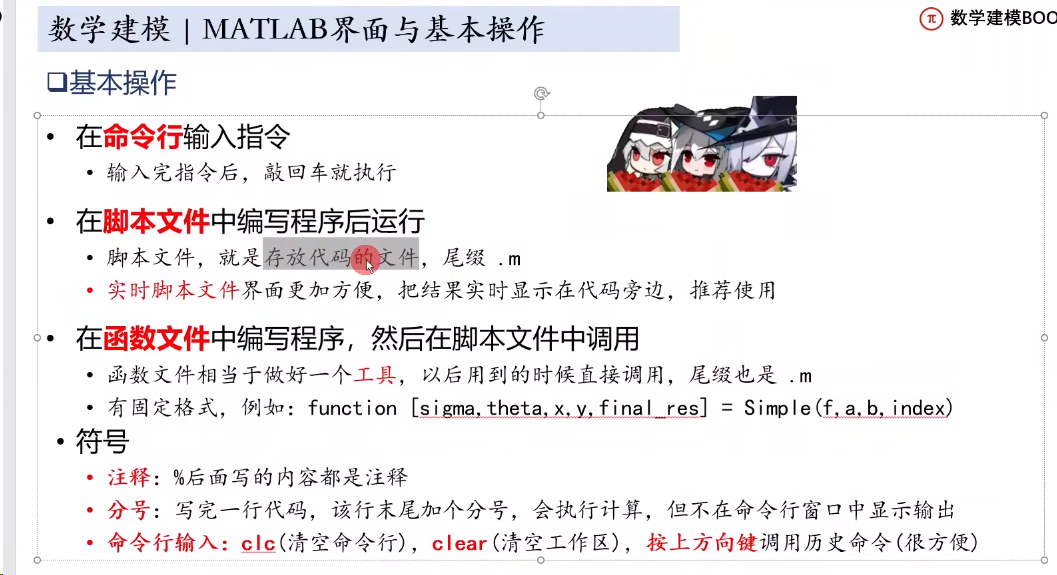 数学建模 | MATLAB界面与基本操作
数学建模BOO
基本操作
在命令行输入指令
输入完指令后，敲回车就执行
在脚本文件中编写程序后运行
脚本文件，就是存放代码的文件，尾缀 .m
实时脚本文件界面更加方便，把结果实时显示在代码旁边，推荐使用
在函数文件中编写程序，然后在脚本文件中调用
函数文件相当于做好一个工具，以后用到的时候直接调用，尾缀也是 .m
有固定格式，例如：function [sigma,theta,x,y,final_res] = Simple(f,a,b,index)
符号
注释：%后面写的内容都是注释
分号：写完一行代码，该行末尾加个分号，会执行计算，但不在命令行窗口中显示输出
命令行输入：clc(清空命令行)，clear(清空工作区)，按上方向键调用历史命令(很方便)